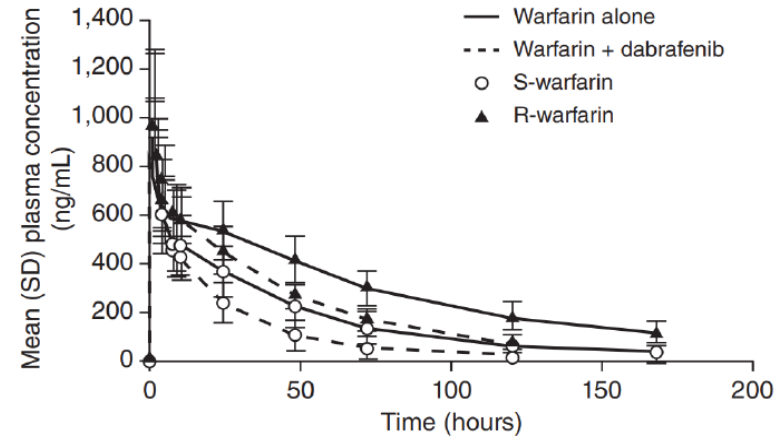 1,400
1,200
1,000
800
600
400
200
0
Mean (SD) plasma concentration
(ng/mL)
Warfarin alone
Warfarin + dabrafenib
S-warfarin
R-warfarin
0 50 100 150 200
Time (hours)